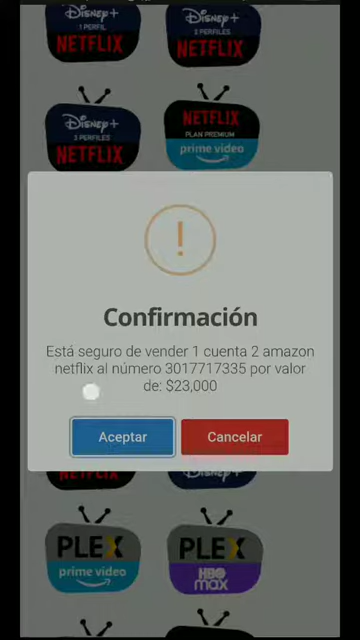 Disney+
1 PERFIL
NETFLIX
Disney+
2 PERFILES
NETFLIX
Disney+
3 PERFILES
NETFLIX
NETFLIX
PLAN PREMIUM
prime video
Confirmación
Está seguro de vender 1 cuenta 2 amazon
netflix al número 3017717335 por valor
de: $23,000
Aceptar
Cancelar
NETFLIX
Disney+
PLEX
prime video
PLEX
HBO
max